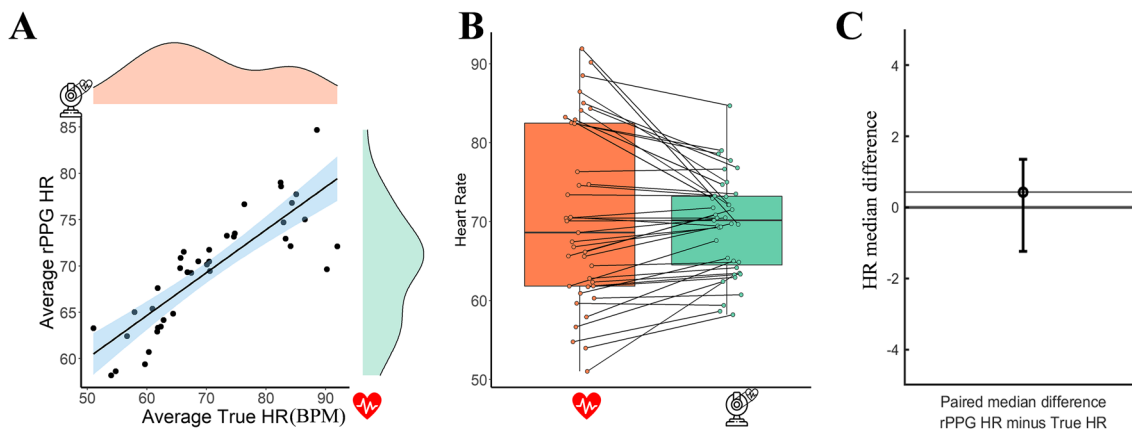 A
Average rPPG HR
85
80
75
70
65
60
50
60
70
80
90
Average True HR(BPM)
B
Heart Rate
90
80
70
60
50
C
HR median difference
4
2
0
-2
-4
Paired median difference
rPPG HR minus True HR